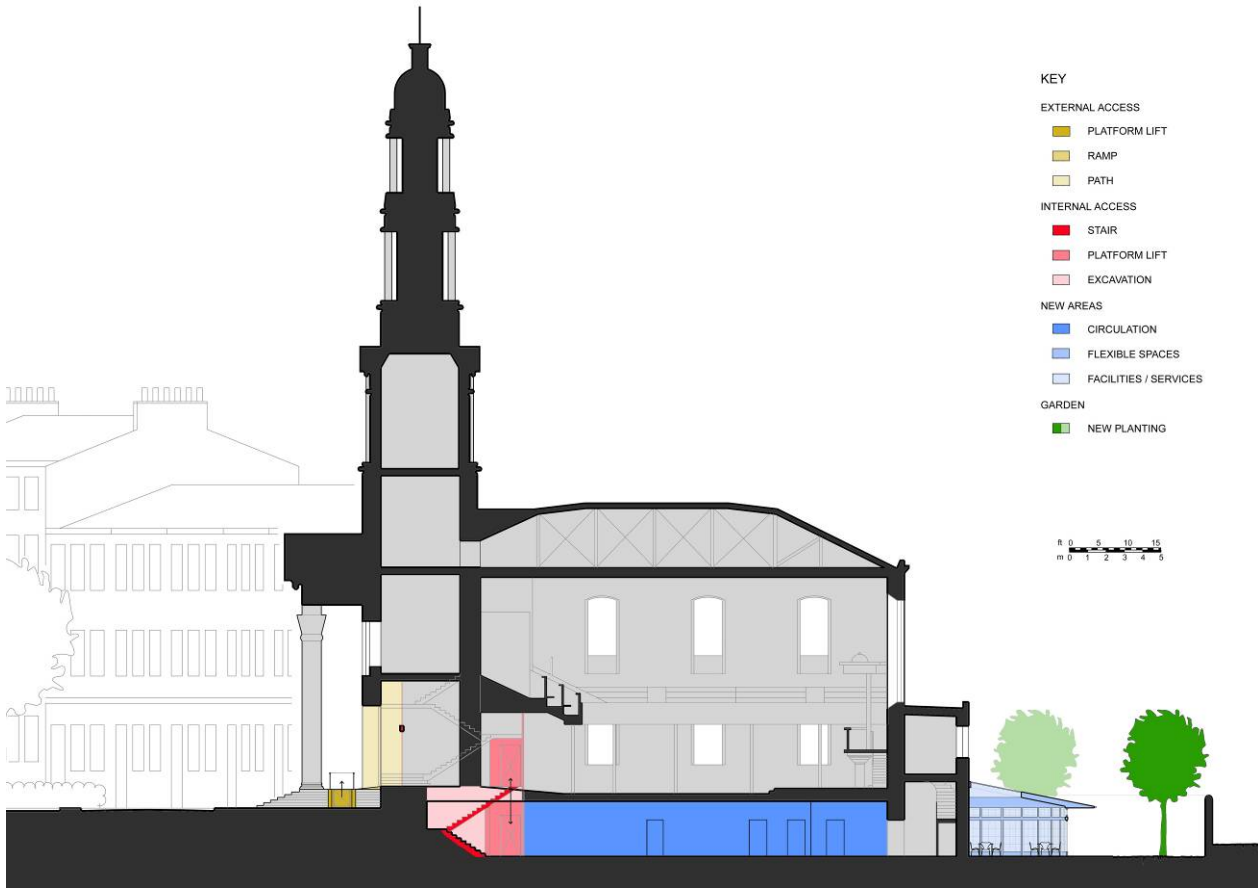 KEY
EXTERNAL ACCESS
PLATFORM LIFT
RAMP
PATH
INTERNAL ACCESS
STAIR
PLATFORM LIFT
EXCAVATION
NEW AREAS
CIRCULATION
FLEXIBLE SPACES
FACILITIES / SERVICES
GARDEN
NEW PLANTING
ft 0 5 10 15
m 0 1 2 3 4 5